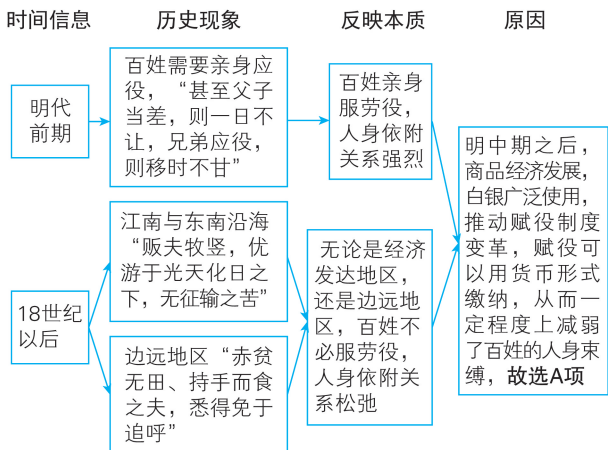 时间信息
历史现象
反映本质
原因
明代
前期
百姓需要亲身应
役，“甚至父子
当差，则一日不
让，兄弟应役，
则移时不甘”
百姓亲身
服劳役，
人身依附
关系强烈
18世纪
以后
江南与东南沿海
“贩夫牧竖，优
游于光天化日之
下，无征输之苦”
边远地区“赤贫
无田、持手而食
之夫，悉得免于
追呼”
无论是经济
发达地区，
还是边远地
区，百姓不
必服劳役，
人身依附关
系松弛
明中期之后，
商品经济发展，
白银广泛使用，
推动赋役制度
变革，赋役可
以用货币形式
缴纳，从而一
定程度上减弱
了百姓的人身束
缚，故选A项